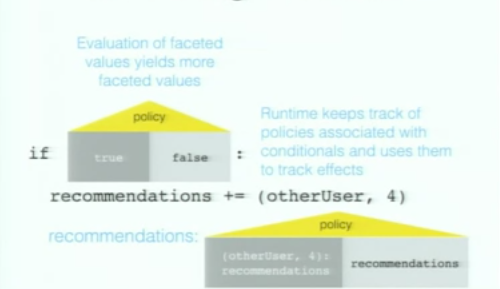 Evaluation of faceted
values yields more
faceted values
policy
if true false :
Runtime keeps track of
policies associated with
conditionals and uses them
to track effects
recommendations += (otherUser, 4)
policy
recommendations:
(otherUser, 4):
recommendations
recommendations